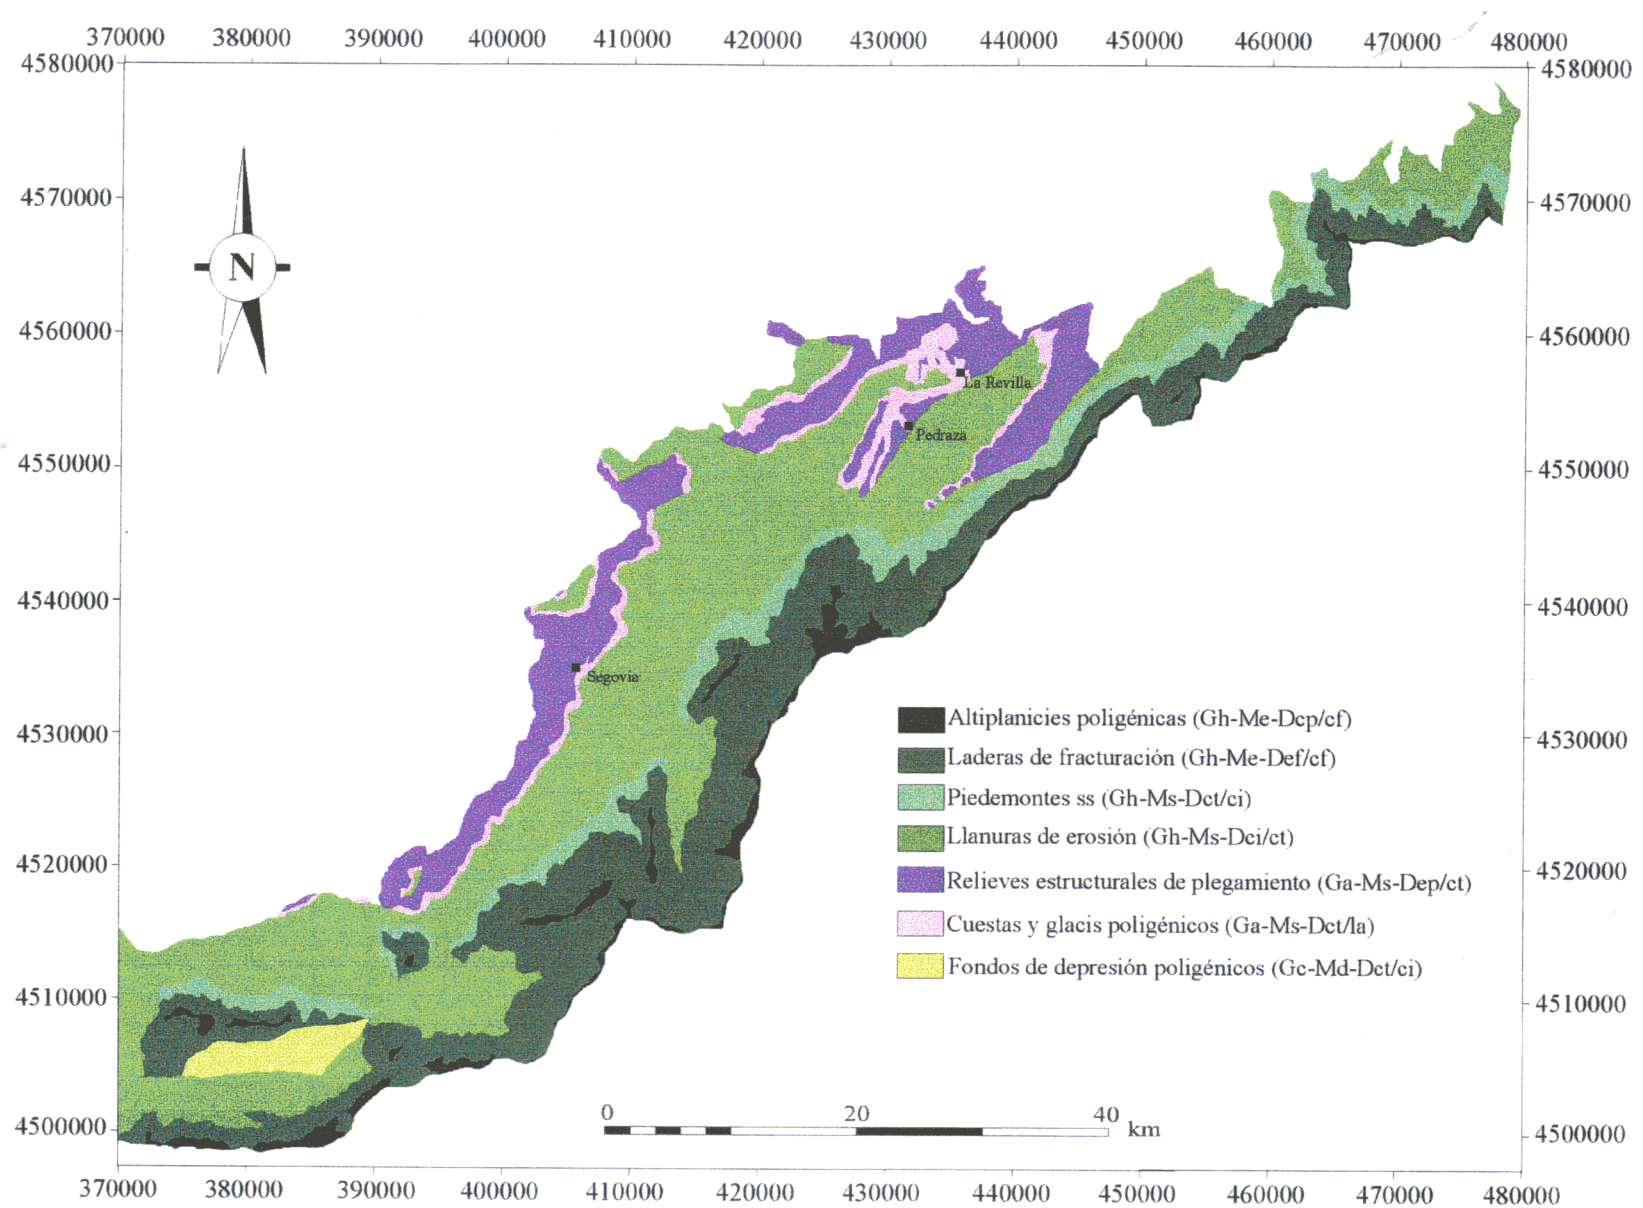 370000 380000 390000 400000 410000 420000 430000 440000 450000 460000 470000 480000
4580000 4580000
4570000 4570000
N
4560000 4560000
La Revilla
Pedraza
4550000 4550000
4540000 4540000
Segovia
4530000 4530000
Altiplanicies poligénicas (Gh-Me-Dcp/cf)
Laderas de fracturación (Gh-Me-Def/cf)
Piedemontes ss (Gh-Ms-Dct/ci)
Llanuras de erosión (Gh-Ms-Dci/ct)
4520000 4520000
Relieves estructurales de plegamiento (Ga-Ms-Dep/ct)
Cuestas y glacis poligénicos (Ga-Ms-Dct/la)
Fondos de depresión poligénicos (Gc-Md-Dct/ci)
4510000 4510000
0 20 40
km
4500000 4500000
370000 380000 390000 400000 410000 420000 430000 440000 450000 460000 470000 480000